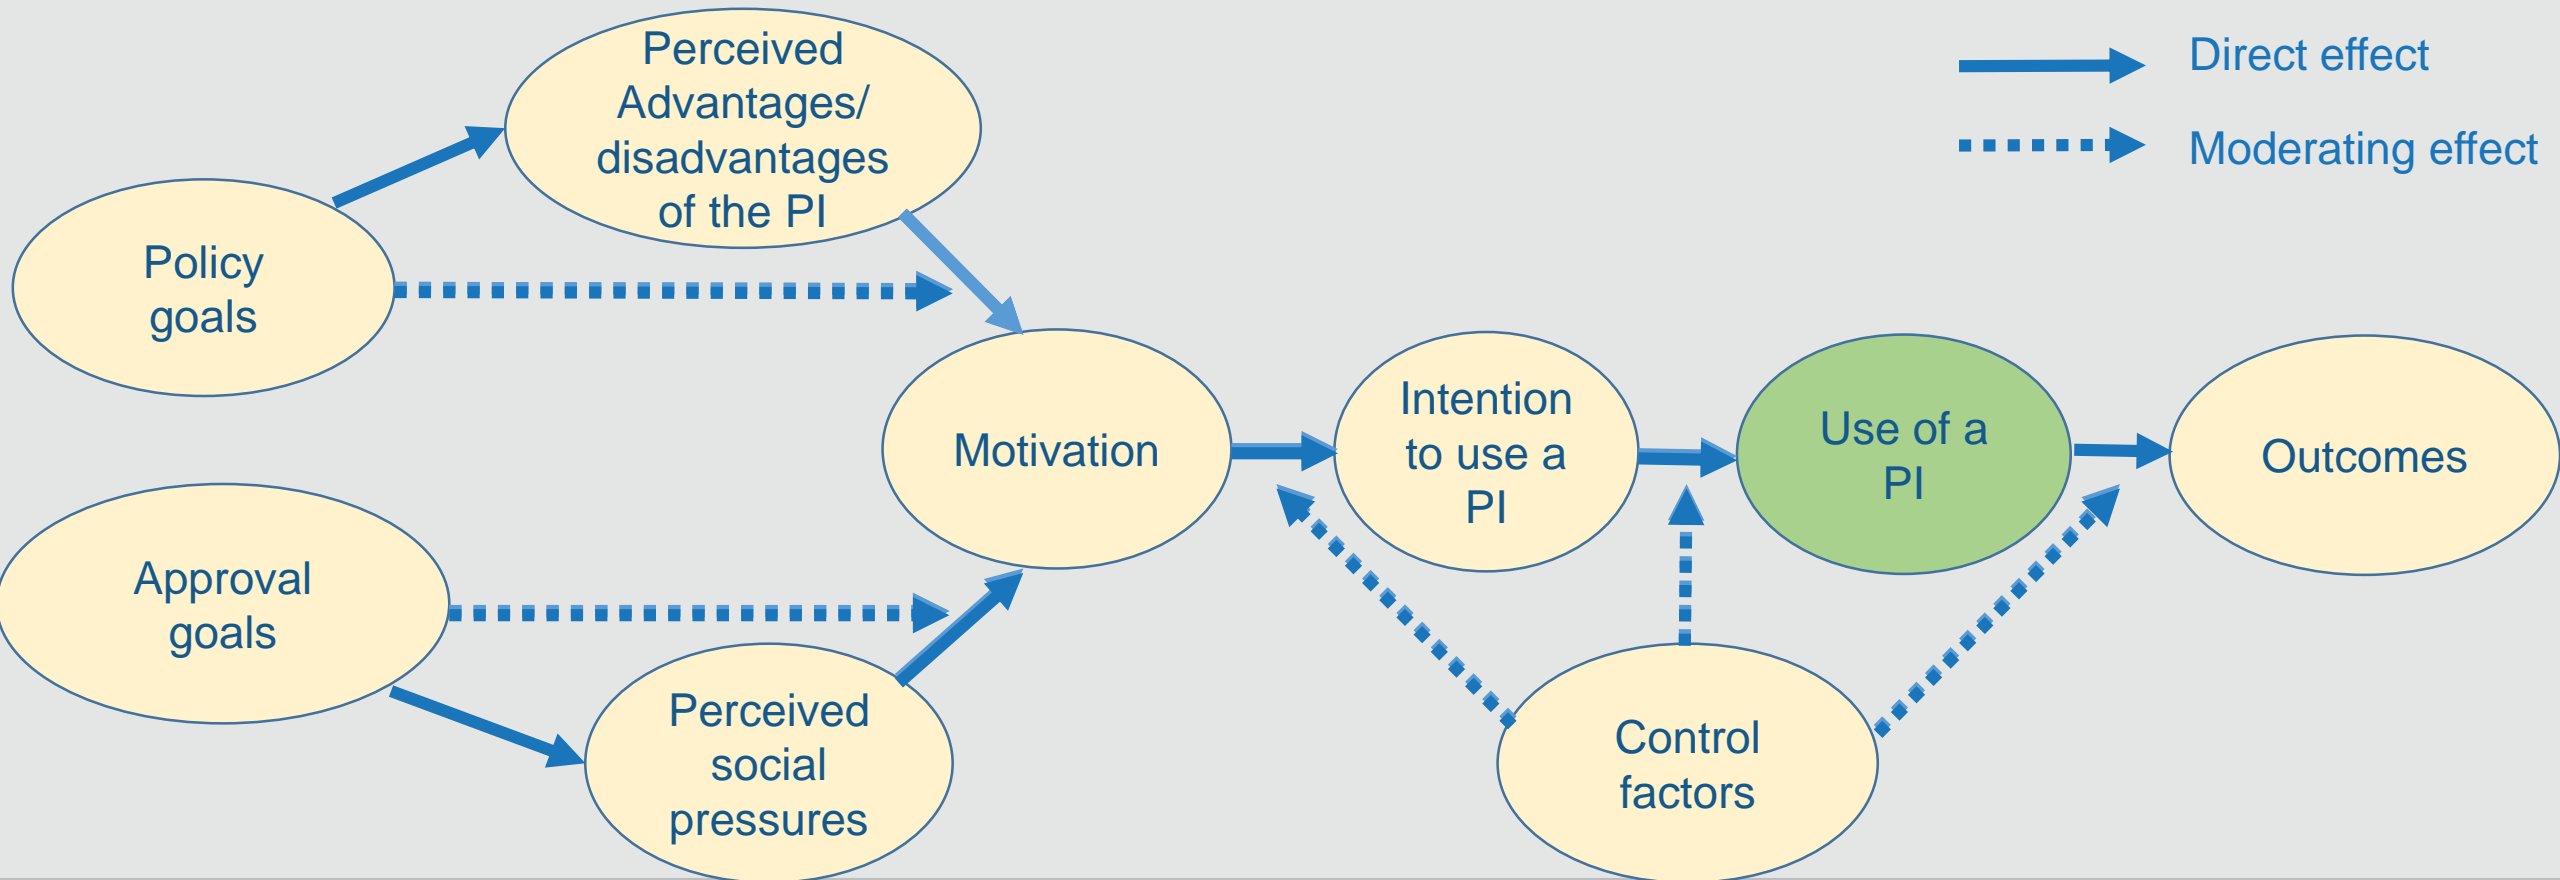 Perceived
Advantages/
disadvantages
of the PI
Direct effect
Moderating effect
Policy
goals
Motivation
Intention
to use a
PI
Use of a
PI
Outcomes
Approval
goals
Perceived
social
pressures
Control
factors